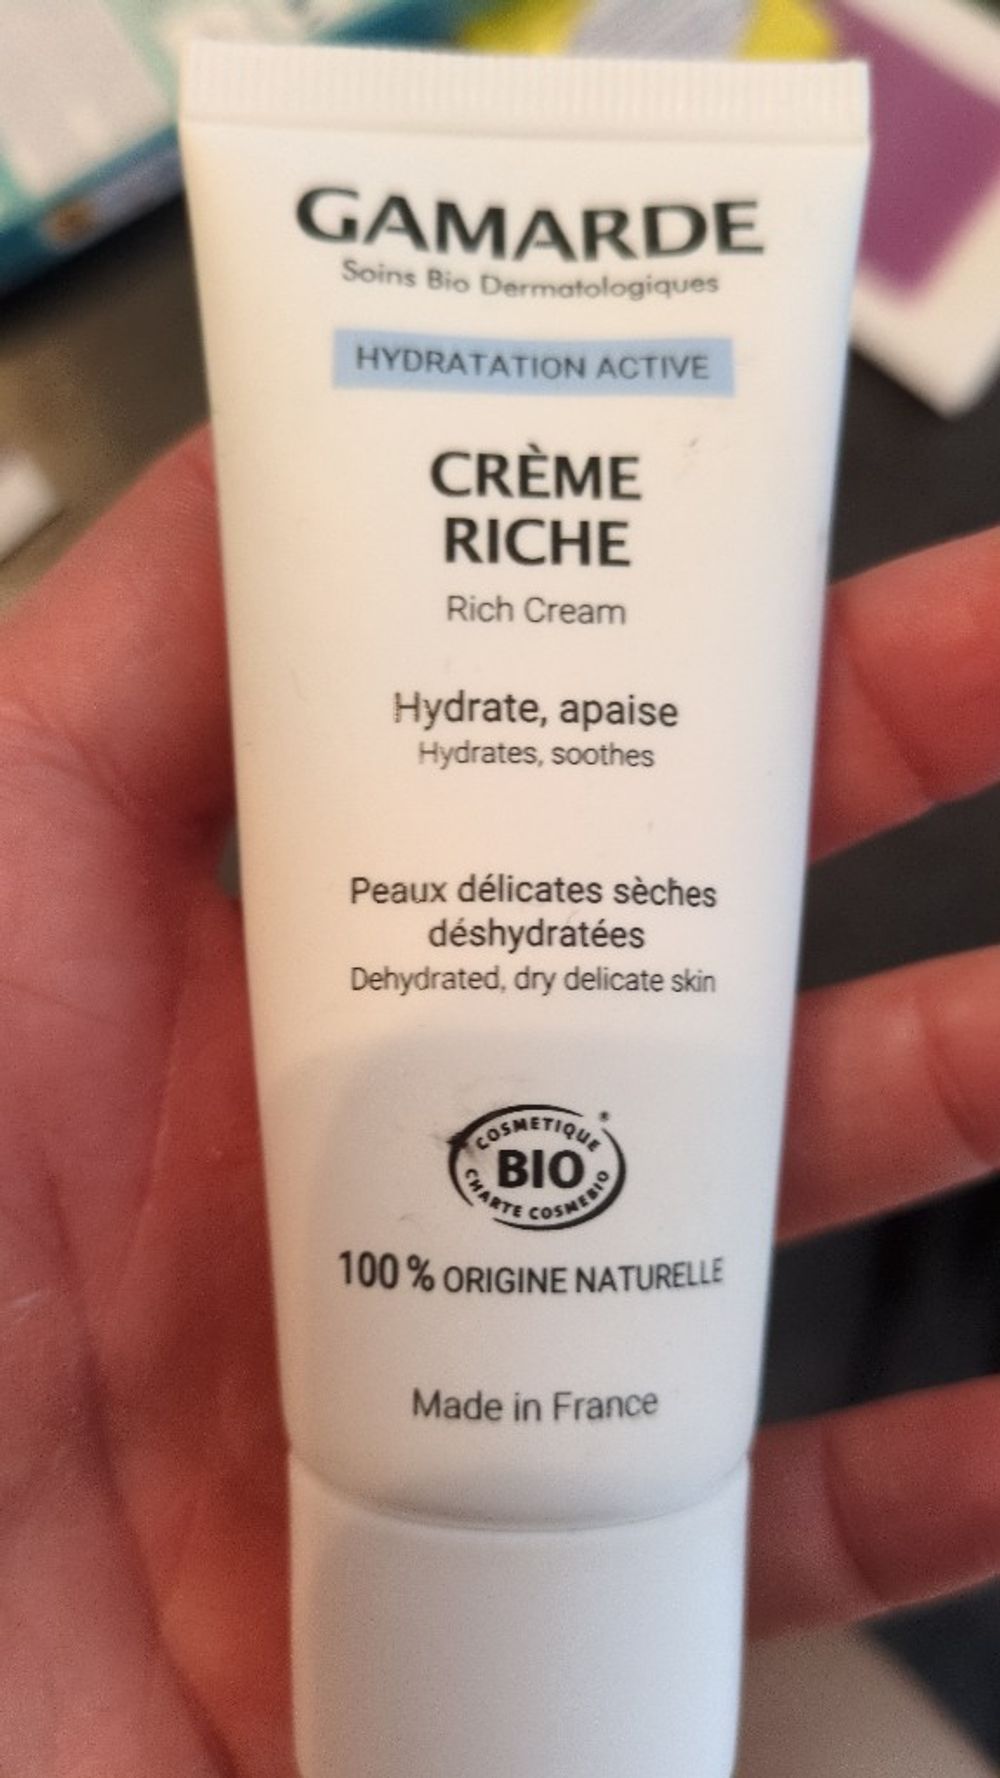 GAMARDE
Soins Bio Dermatologiques
HYDRATATION ACTIVE
CRÈME
RICHE
Rich Cream
Hydrate, apaise
Hydrates, soothes
Peaux délicates sèches
déshydratées
Dehydrated, dry delicate skin
COSMETIQUE ®
BIO
CHARTE COSMEBIO
100 % ORIGINE NATURELLE
Made in France